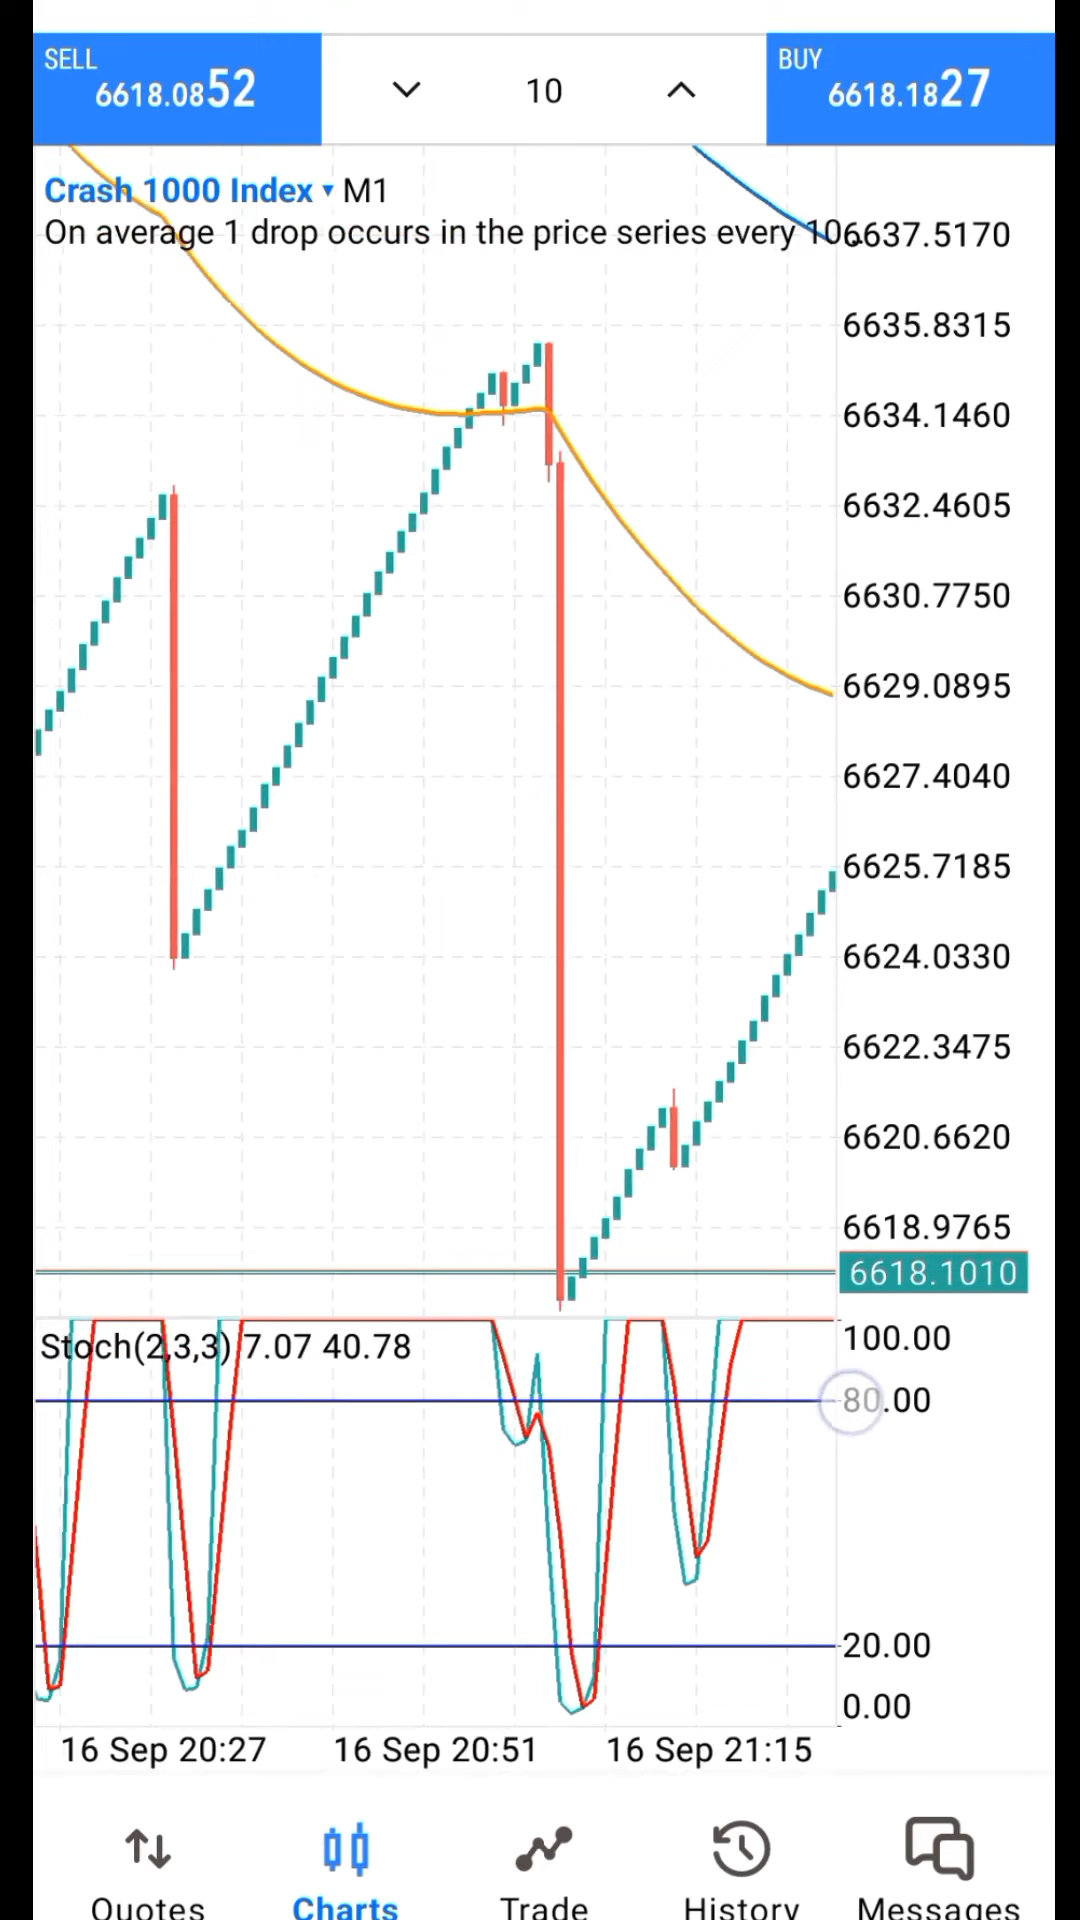 SELL
6618.0852
10
BUY
6618.1827
Crash 1000 Index ▾ M1
On average 1 drop occurs in the price series every 10...
6637.5170
6635.8315
6634.1460
6632.4605
6630.7750
6629.0895
6627.4040
6625.7185
6624.0330
6622.3475
6620.6620
6618.9765
6618.1010
Stoch(2,3,3) 7.07 40.78
100.00
80.00
20.00
0.00
16 Sep 20:27
16 Sep 20:51
16 Sep 21:15
Quotes
Charts
Trade
History
Messages